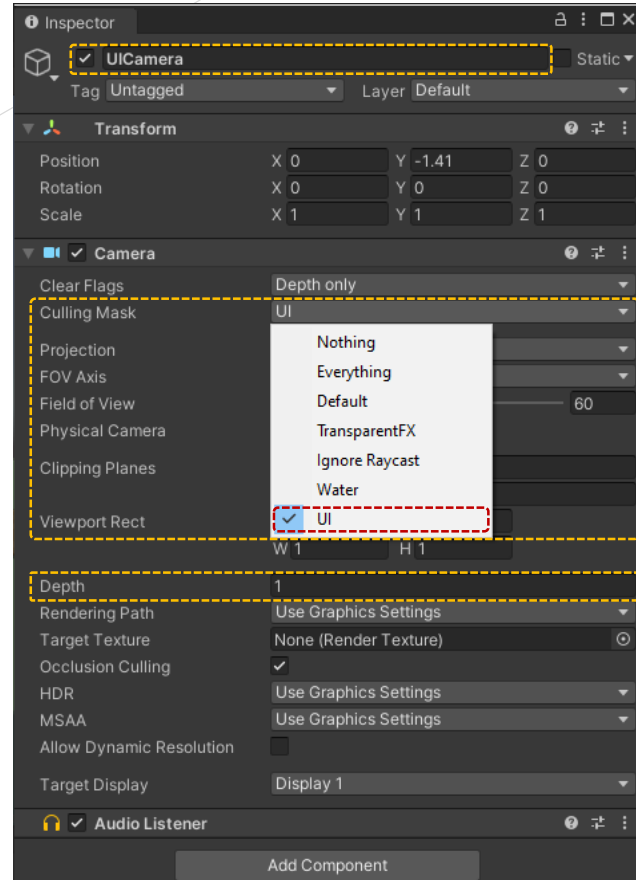 Inspector
UICamera Static
Tag Untagged Layer Default
Transform
Position X 0 Y -1.41 Z 0
Rotation X 0 Y 0 Z 0
Scale X 1 Y 1 Z 1
Camera
Clear Flags Depth only
Culling Mask UI
Nothing
Projection
Everything
FOV Axis
Default
Field of View 60
TransparentFX
Physical Camera
Ignore Raycast
Clipping Planes
Water
UI
Viewport Rect
W 1 H 1
Depth 1
Rendering Path Use Graphics Settings
Target Texture None (Render Texture)
Occlusion Culling
HDR Use Graphics Settings
MSAA Use Graphics Settings
Allow Dynamic Resolution
Target Display Display 1
Audio Listener
Add Component